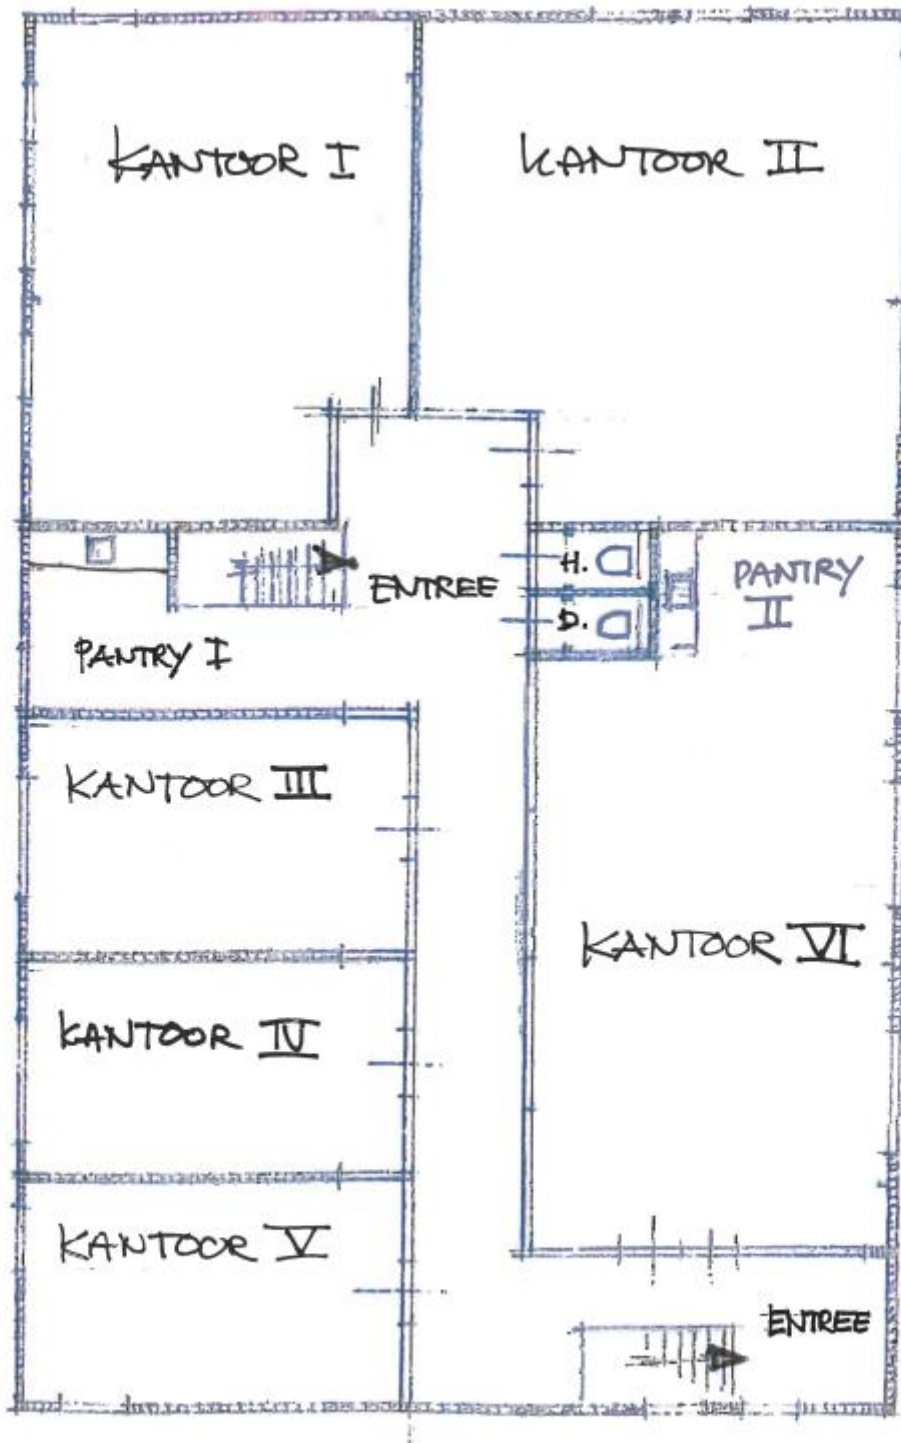 KANTOOR I
KANTOOR II
H.
ENTREE
D.
PANTRY
II
PANTRY I
KANTOOR III
KANTOOR VI
KANTOOR IV
KANTOOR V
ENTREE